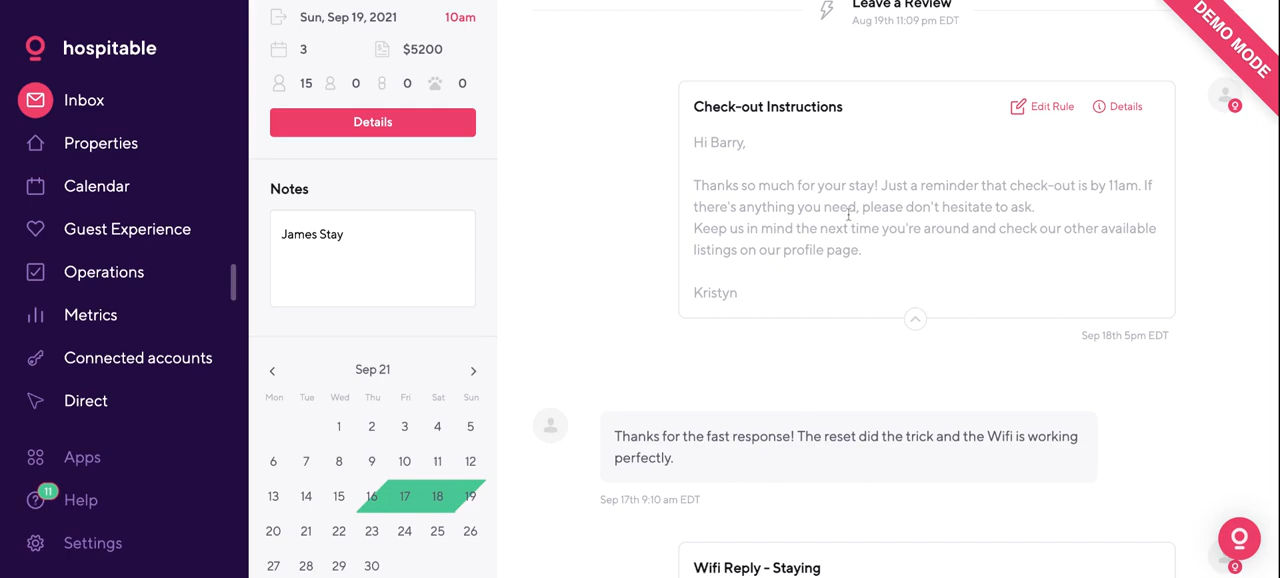 hospitable
Inbox
Properties
Calendar
Guest Experience
Operations
Metrics
Connected accounts
Direct
Apps
11
Help
Settings
Sun, Sep 19, 2021 10am
3 $5200
15 0 0 0
Details
Notes
James Stay
Sep 21
Mon Tue Wed Thu Fri Sat Sun
1 2 3 4 5
6 7 8 9 10 11 12
13 14 15 16 17 18 19
20 21 22 23 24 25 26
27 28 29 30
Leave a Review
Aug 19th 11:09 pm EDT
DEMO MODE
Check-out Instructions Edit Rule Details
Hi Barry,
Thanks so much for your stay! Just a reminder that check-out is by 11am. If
there's anything you need, please don't hesitate to ask.
Keep us in mind the next time you're around and check our other available
listings on our profile page.
Kristyn
Sep 18th 5pm EDT
Thanks for the fast response! The reset did the trick and the Wifi is working
perfectly.
Sep 17th 9:10 am EDT
Wifi Reply - Staying